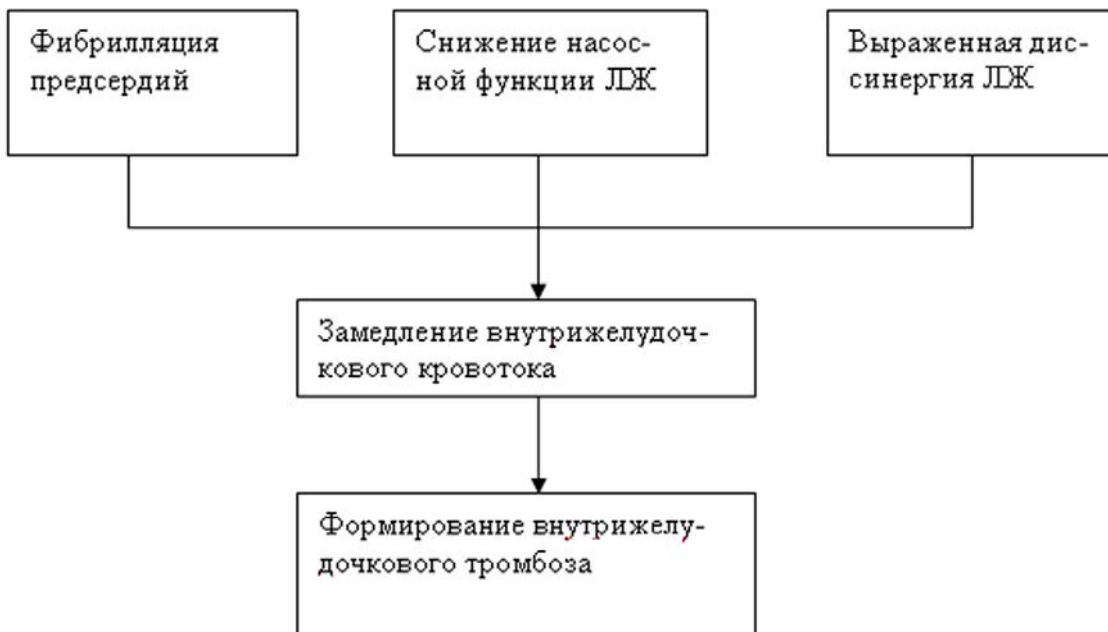 Фибрилляция
предсердий
Снижение насос-
ной функции ЛЖ
Выраженная дис-
синергия ЛЖ
Замедление внутрижелудоч-
кового кровотока
Формирование внутрижелу-
дочкового тромбоза